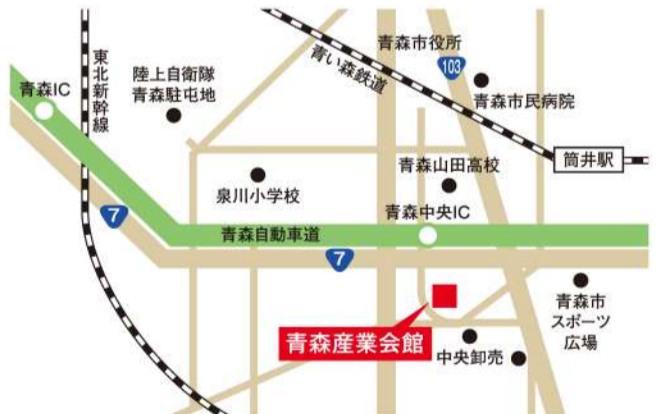 青森市役所
103
青い森鉄道
東北新幹線
陸上自衛隊
青森駐屯地
青森IC
青森市民病院
筒井駅
青森山田高校
泉川小学校
青森中央IC
7
青森自動車道
7
青森市
スポーツ
広場
青森産業会館
中央卸売